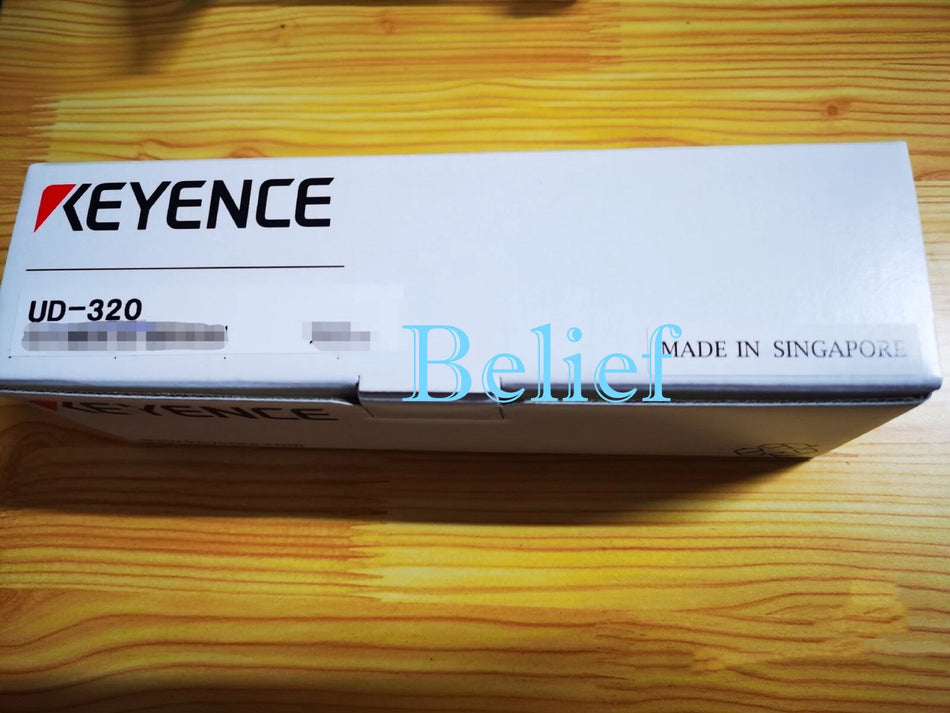 KEYENCE
UD-320
Belief
MADE IN SINGAPORE
KEYENCE